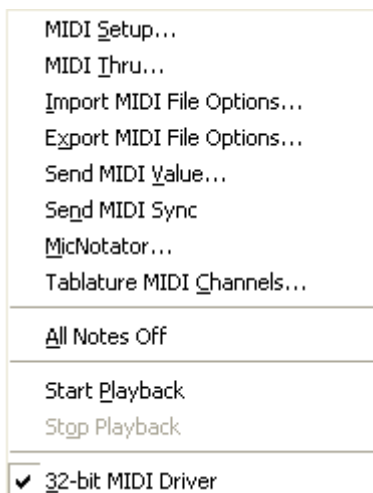 MIDI Setup...
MIDI Thru...
Import MIDI File Options...
Export MIDI File Options...
Send MIDI Value...
Send MIDI Sync
MicNotator...
Tablature MIDI Channels...
All Notes Off
Start Playback
Stop Playback
32-bit MIDI Driver